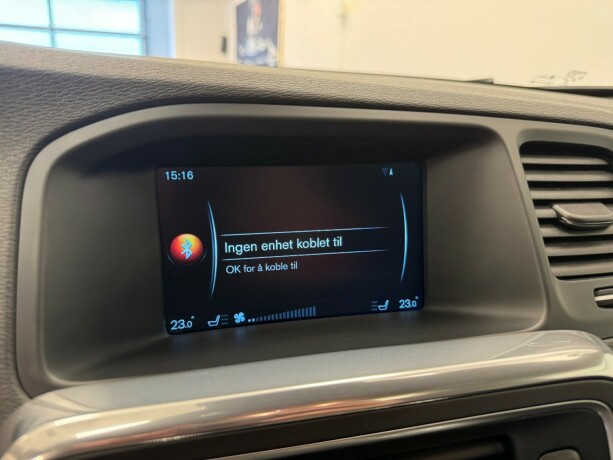 15:16
Ingen enhet koblet til
OK for å koble til
23.0° 23.0°